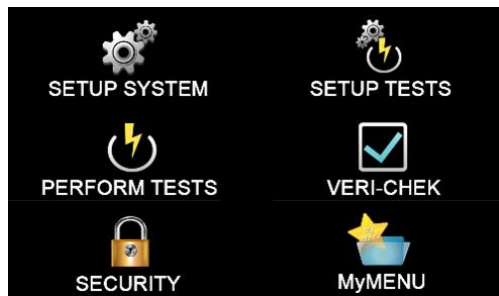 SETUP SYSTEM
SETUP TESTS
PERFORM TESTS
VERI-CHEK
SECURITY
MyMENU